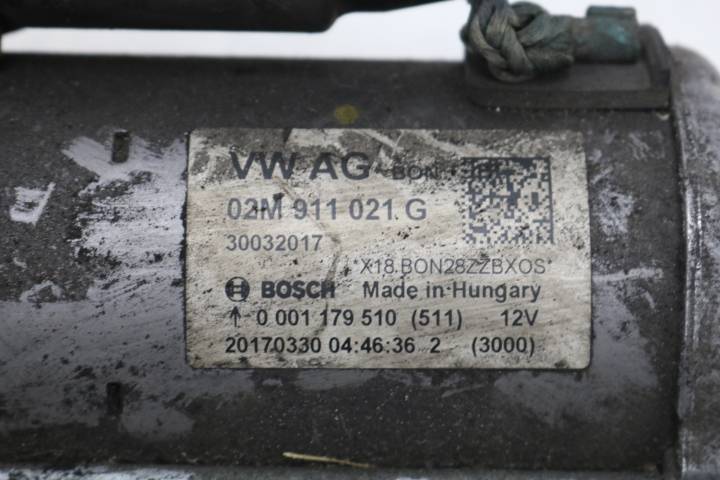 VW AG BON
02M 911 021 G
30032017
*X18.BON28ZZBXOS*
BOSCH Made in Hungary
↑ 0 001 179 510 (511) 12V
20170330 04:46:36 2 (3000)